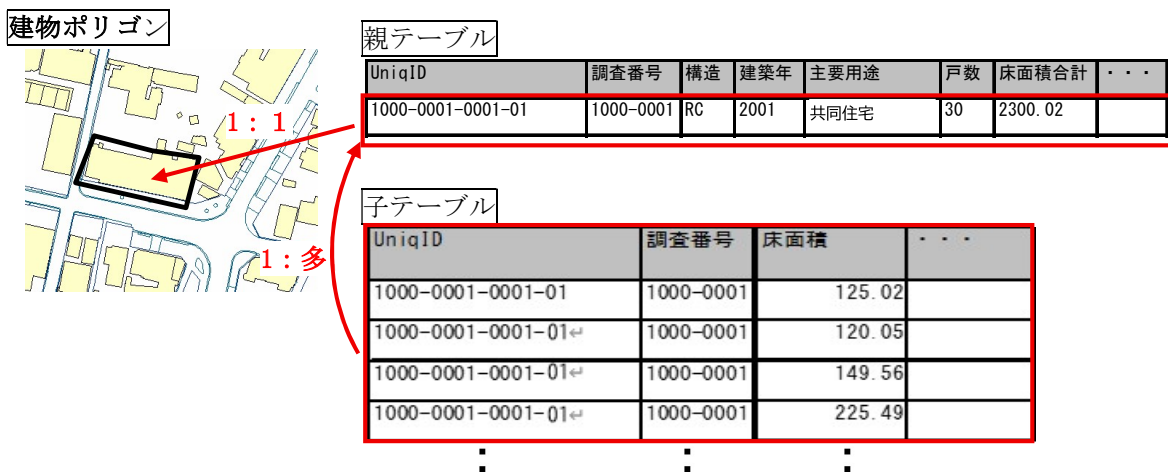 建物ポリゴン
1：1
1：多
親テーブル
UniqID 調査番号 構造 建築年 主要用途 戸数 床面積合計 ・・・
1000-0001-0001-01 1000-0001 RC 2001 共同住宅 30 2300.02
子テーブル
UniqID 調査番号 床面積 ・・・
1000-0001-0001-01 1000-0001 125.02
1000-0001-0001-01↵ 1000-0001 120.05
1000-0001-0001-01↵ 1000-0001 149.56
1000-0001-0001-01↵ 1000-0001 225.49